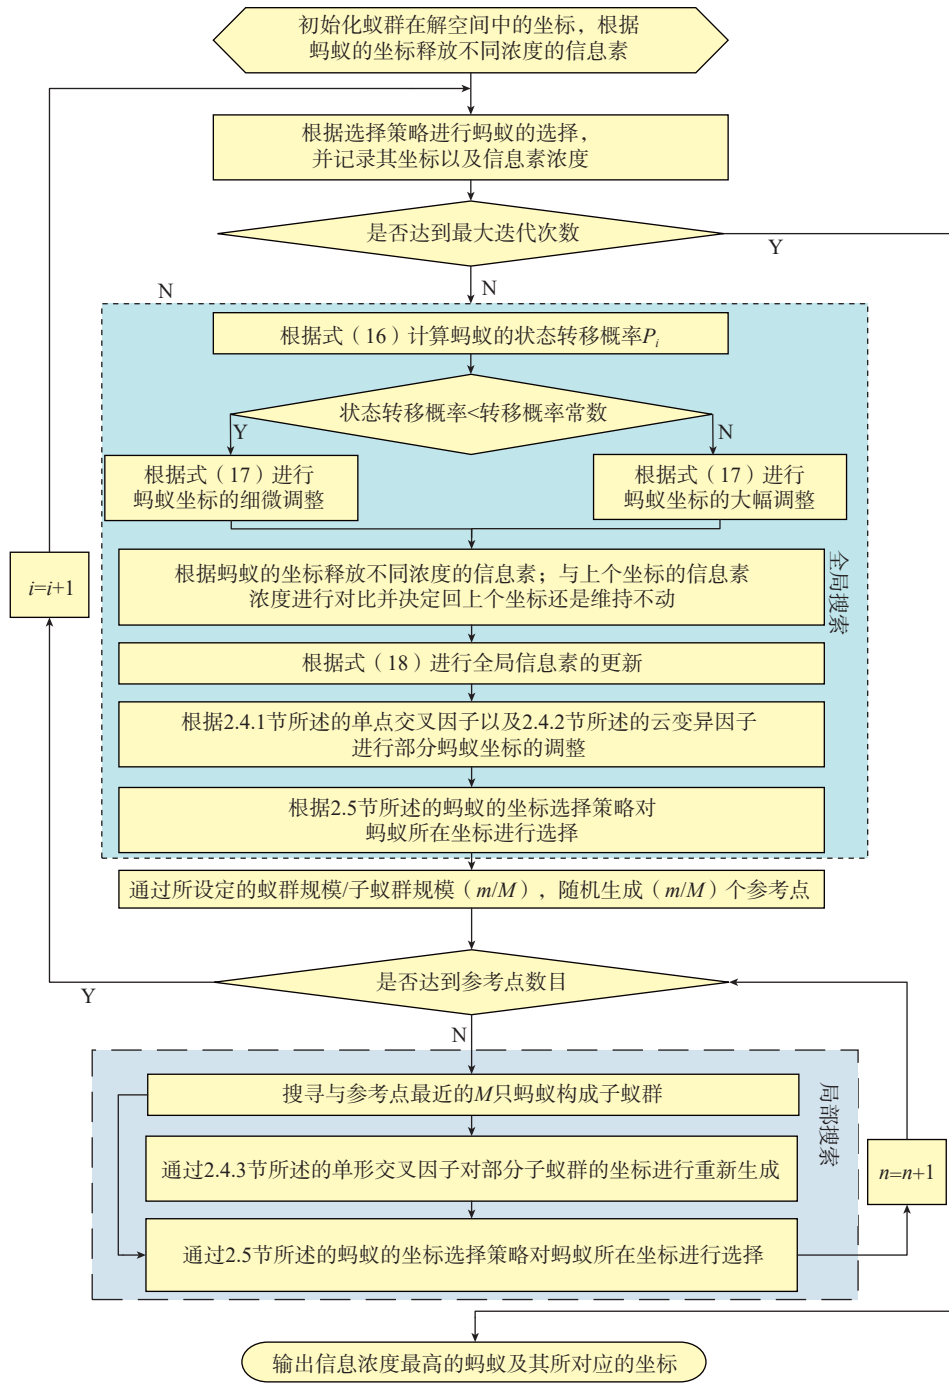 初始化蚁群在解空间中的坐标，根据
蚂蚁的坐标释放不同浓度的信息素
根据选择策略进行蚂蚁的选择，
并记录其坐标以及信息素浓度
是否达到最大迭代次数
Y
N
N
根据式（16）计算蚂蚁的状态转移概率Pi
状态转移概率<转移概率常数
Y
N
根据式（17）进行
蚂蚁坐标的细微调整
根据式（17）进行
蚂蚁坐标的大幅调整
全局搜索
i=i+1
根据蚂蚁的坐标释放不同浓度的信息素；与上个坐标的信息素
浓度进行对比并决定回上个坐标还是维持不动
根据式（18）进行全局信息素的更新
根据2.4.1节所述的单点交叉因子以及2.4.2节所述的云变异因子
进行部分蚂蚁坐标的调整
根据2.5节所述的蚂蚁的坐标选择策略对
蚂蚁所在坐标进行选择
通过所设定的蚁群规模/子蚁群规模（m/M），随机生成（m/M）个参考点
是否达到参考点数目
Y
N
搜寻与参考点最近的M只蚂蚁构成子蚁群
局部搜索
通过2.4.3节所述的单形交叉因子对部分子蚁群的坐标进行重新生成
n=n+1
通过2.5节所述的蚂蚁的坐标选择策略对蚂蚁所在坐标进行选择
输出信息浓度最高的蚂蚁及其所对应的坐标